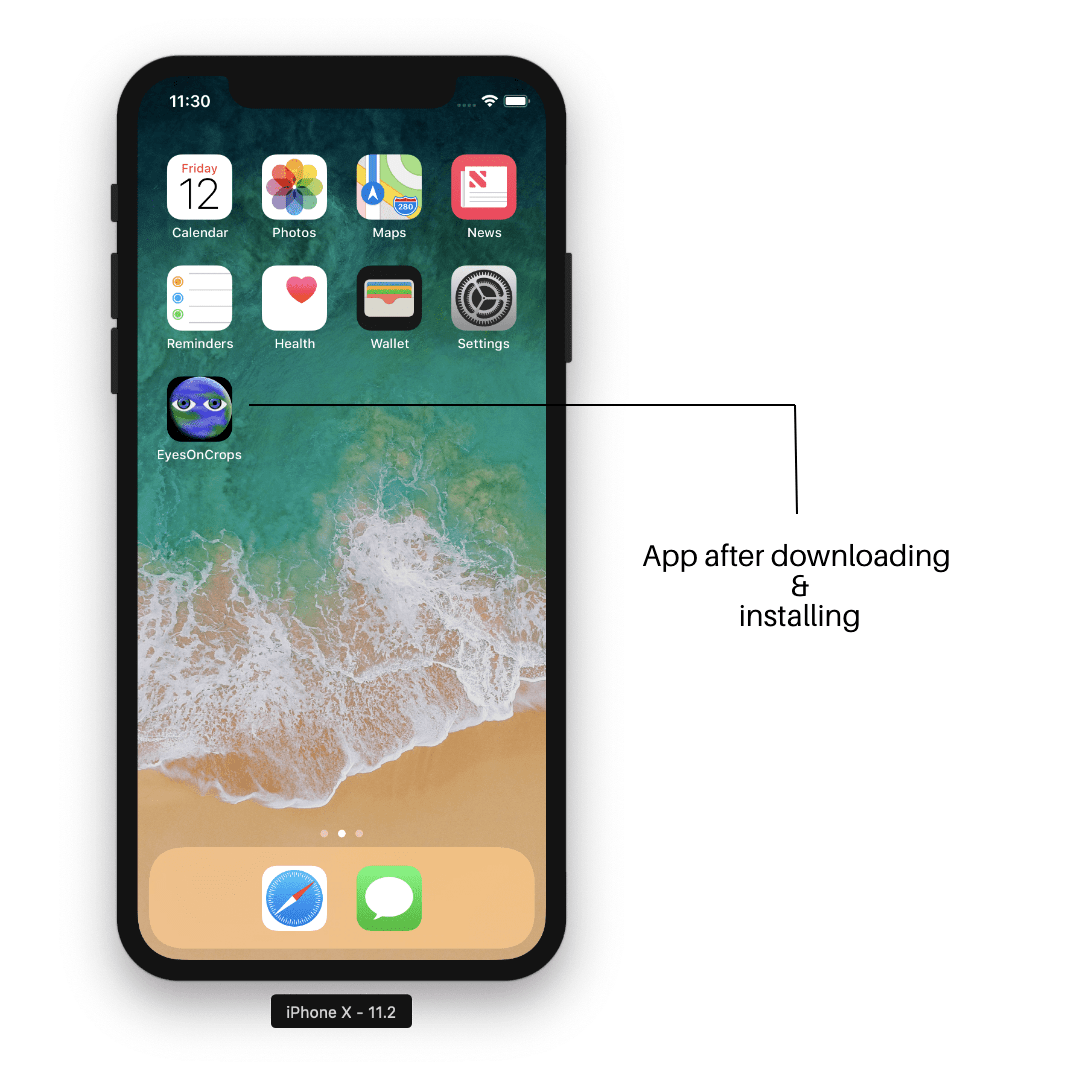 11:30
Friday
12
280
Calendar Photos Maps News
Reminders Health Wallet Settings
EyesOnCrops
App after downloading
&
installing
iPhone X - 11.2